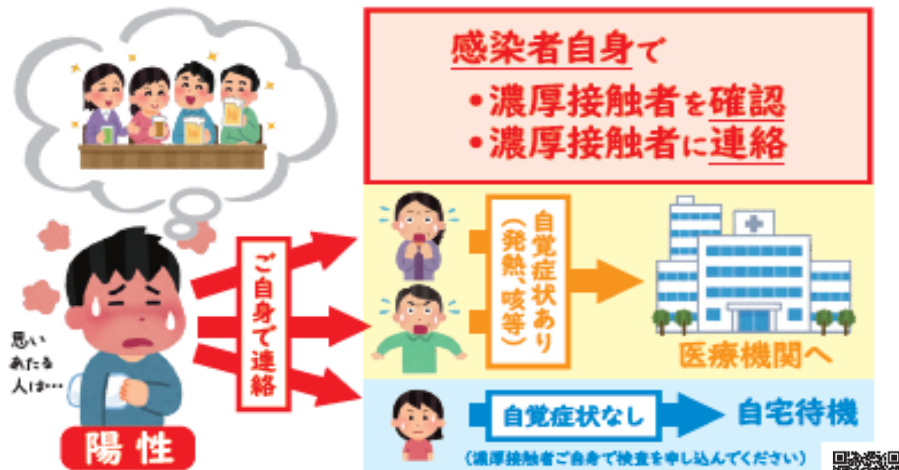 感染者自身で
・濃厚接触者を確認
・濃厚接触者に連絡
思い
あたる
人は…
陽性
ご自身で連絡
自覚症状あり
(発熱、咳等)
医療機関へ
自覚症状なし
自宅待機
(濃厚接触者ご自身で検査を申し込んでください)